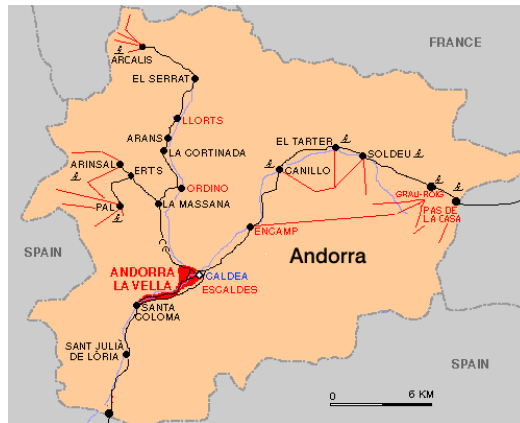 FRANCE
ARCALIS
EL SERRAT
LLORTS
ARANS
LA CORTINADA
EL TARTER
SOLDEU
ARINSAL
ERTS
CANILLO
ORDINO
GRAU-ROIG
PAL
LA MASSANA
PAS DE
LA CASA
ENCAMP
SPAIN
Andorra
ANDORRA
LA VELLA
CALDEA
ESCALDES
SANTA
COLOMA
SANT JULIÀ
DE LÒRIA
SPAIN
0 6 KM